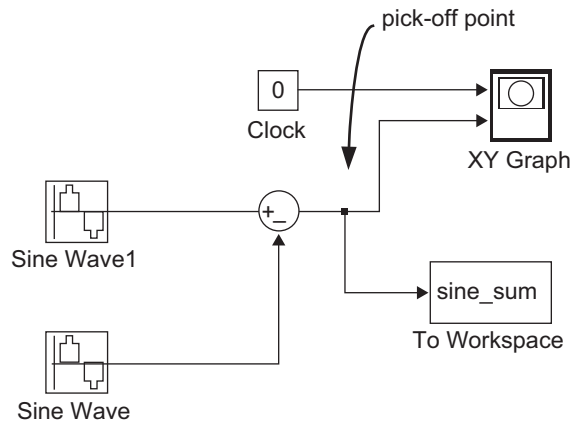 pick-off point
0
Clock
XY Graph
Sine Wave1
+_
sine_sum
To Workspace
Sine Wave